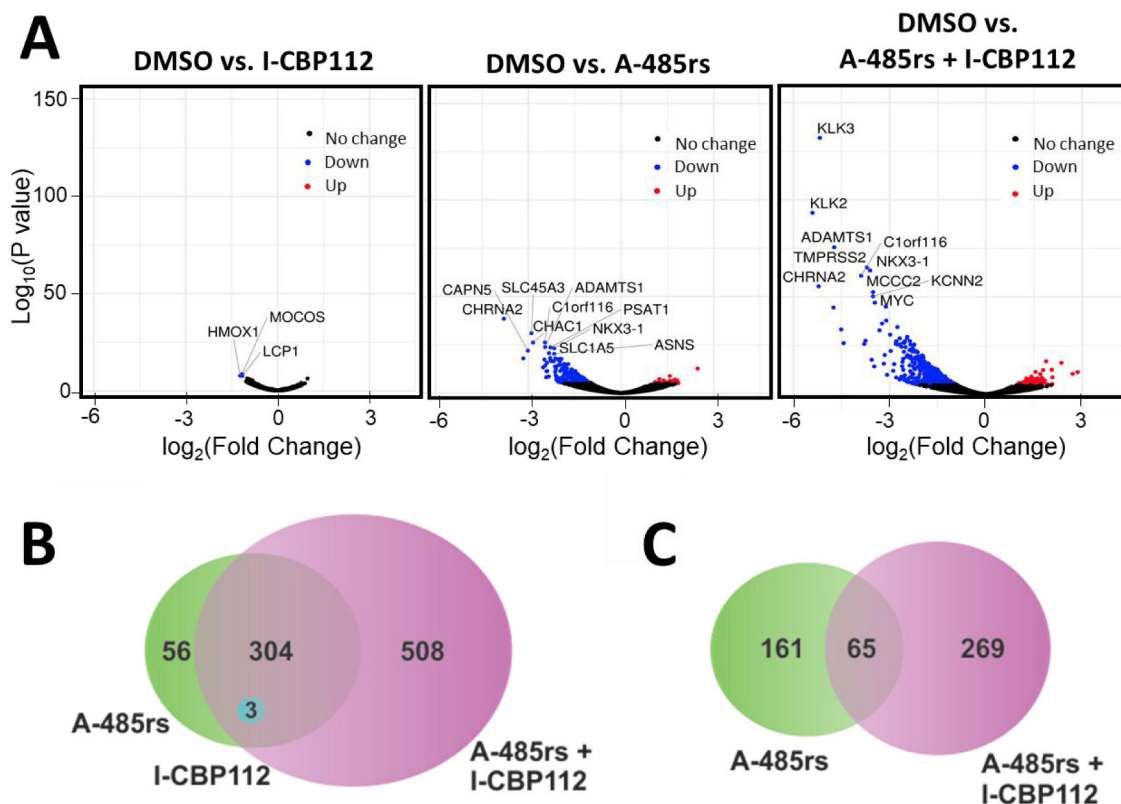 A
DMSO vs. I-CBP112
DMSO vs. A-485rs
DMSO vs.
A-485rs + I-CBP112
Log10(P value)
150
100
50
0
No change
Down
Up
HMOX1
MOCOS
LCP1
-6
-3
0
3
log2(Fold Change)
No change
Down
Up
CAPN5
SLC45A3
ADAMTS1
CHRNA2
C1orf116
PSAT1
CHAC1
NKX3-1
SLC1A5
ASNS
-6
-3
0
3
log2(Fold Change)
KLK3
No change
Down
Up
KLK2
ADAMTS1
C1orf116
TMPRSS2
NKX3-1
CHRNA2
MCCC2
KCNN2
MYC
-6
-3
0
3
log2(Fold Change)
B
56
304
508
3
A-485rs
I-CBP112
A-485rs +
I-CBP112
C
161
65
269
A-485rs
A-485rs +
I-CBP112